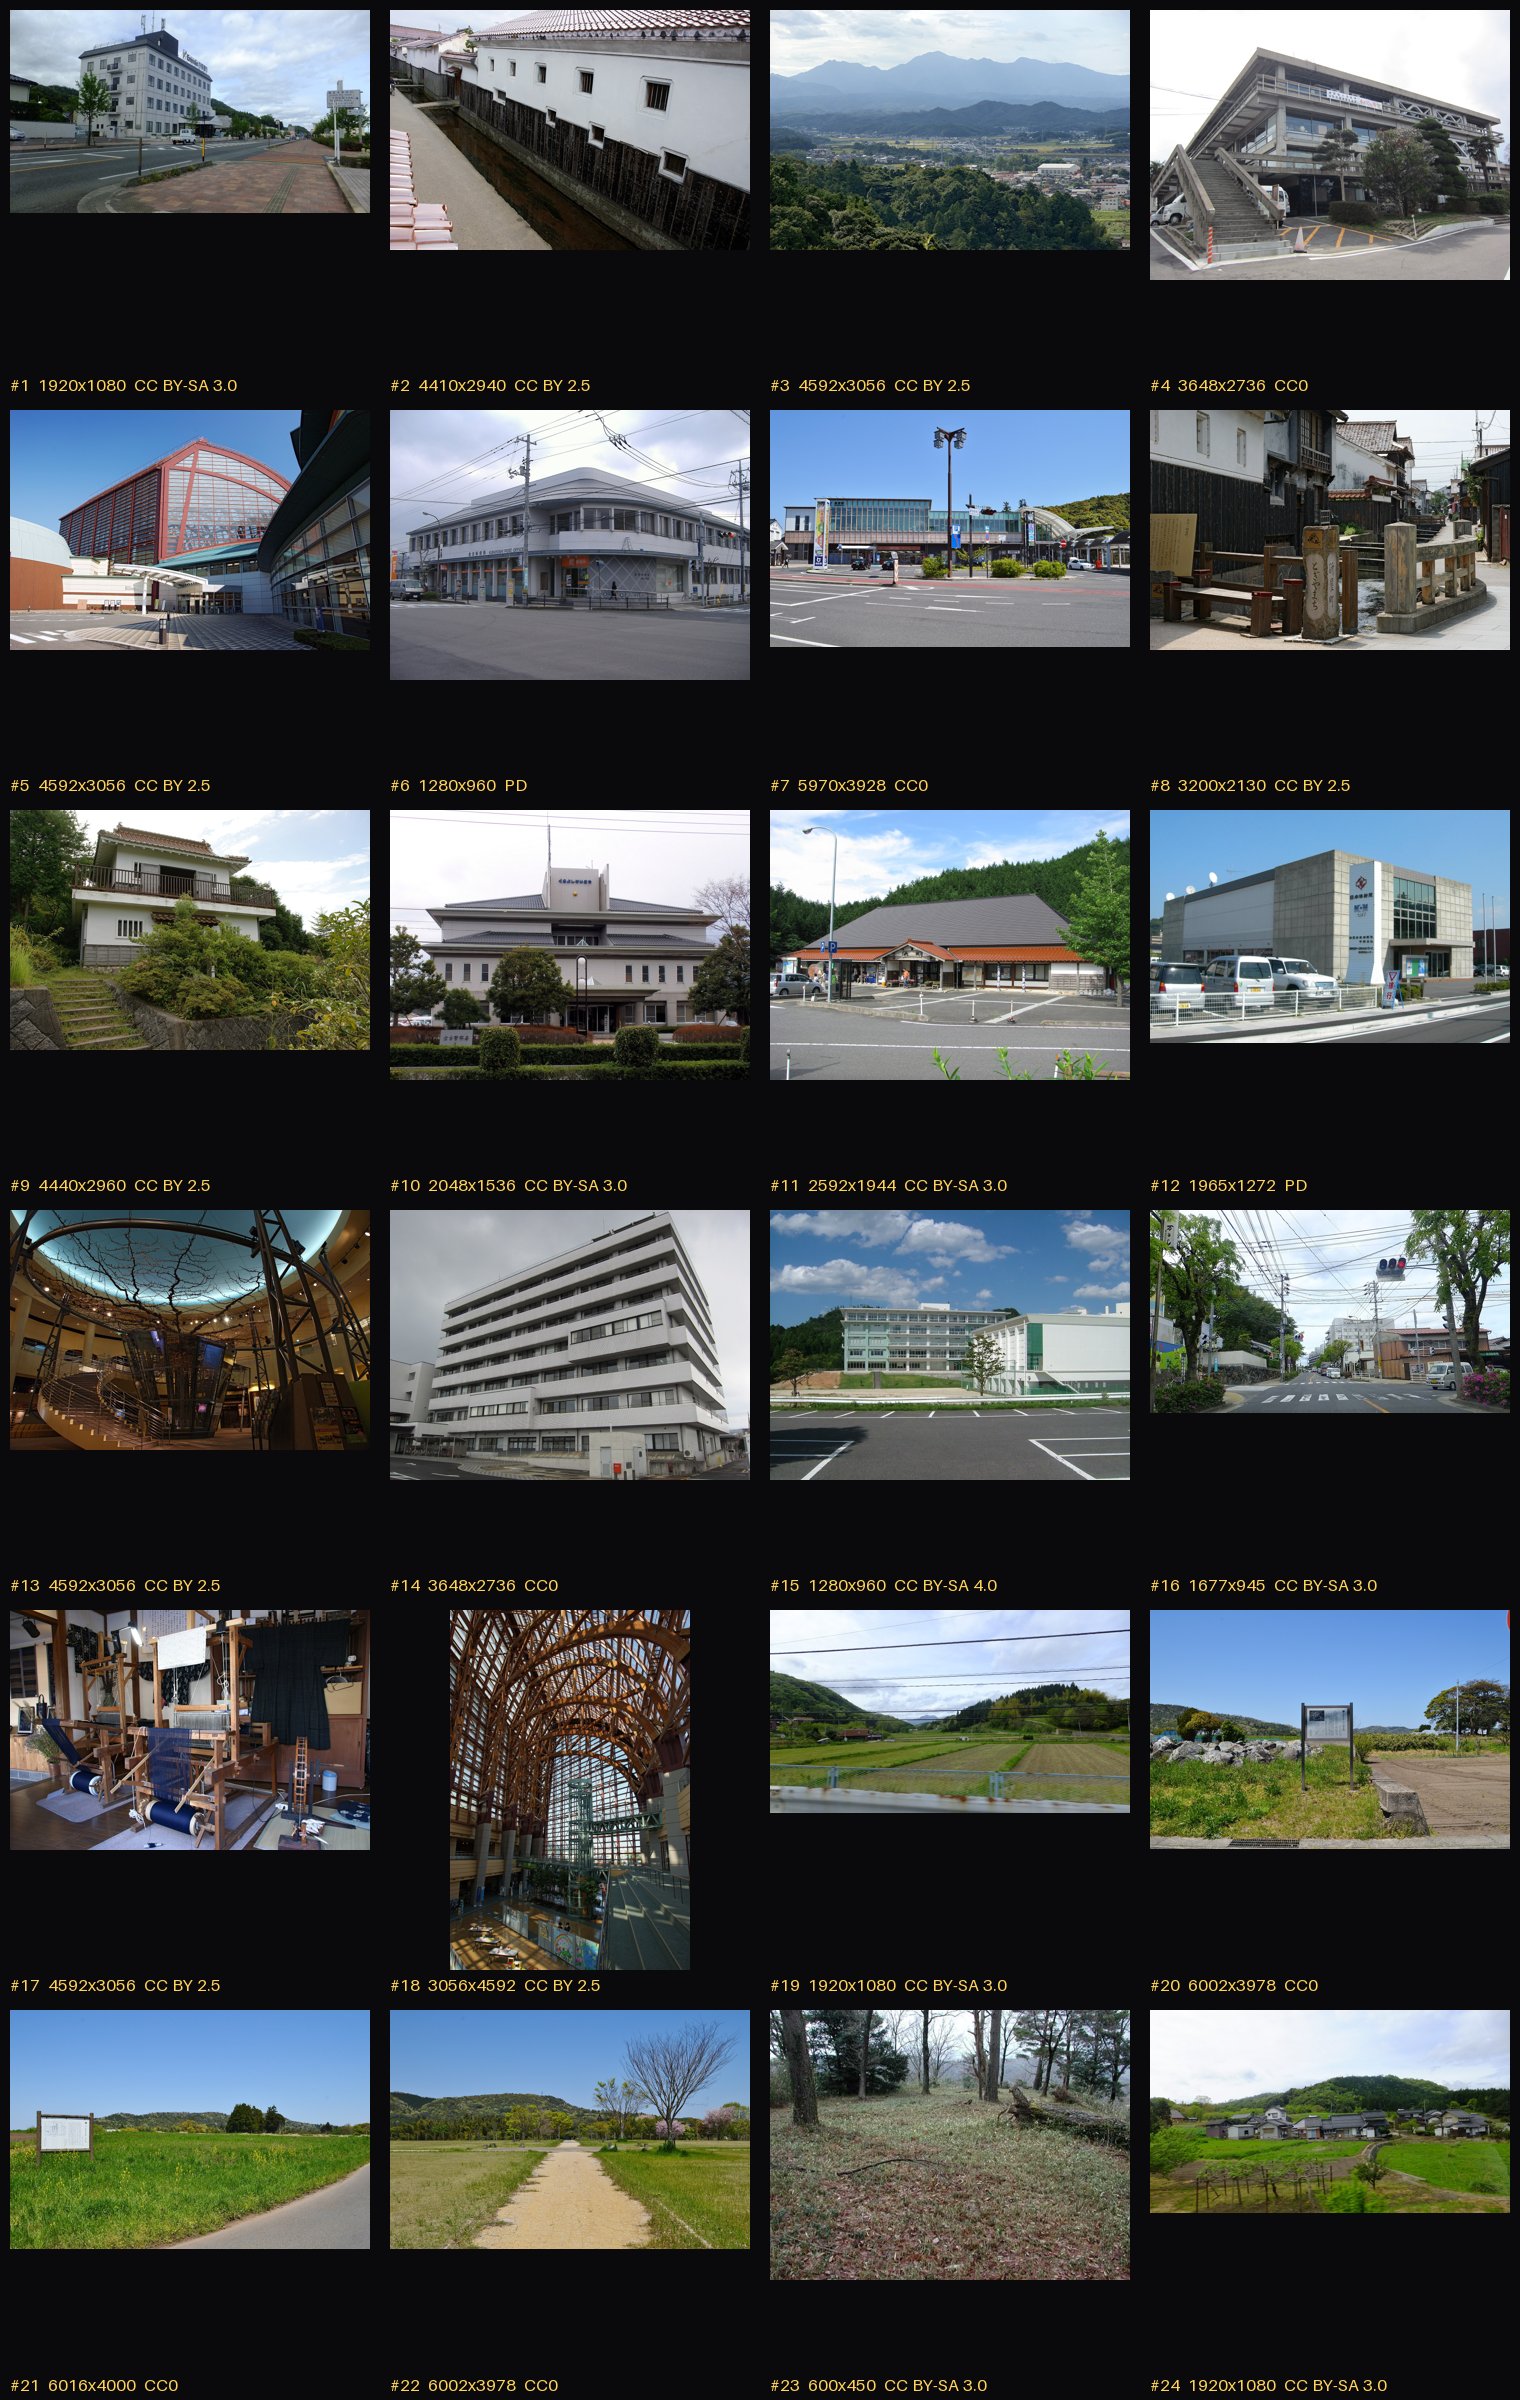 #1 1920x1080 CC BY-SA 3.0
#2 4410x2940 CC BY 2.5
#3 4592x3056 CC BY 2.5
#4 3648x2736 CC0
#5 4592x3056 CC BY 2.5
#6 1280x960 PD
#7 5970x3928 CC0
#8 3200x2130 CC BY 2.5
#9 4440x2960 CC BY 2.5
#10 2048x1536 CC BY-SA 3.0
#11 2592x1944 CC BY-SA 3.0
#12 1965x1272 PD
#13 4592x3056 CC BY 2.5
#14 3648x2736 CC0
#15 1280x960 CC BY-SA 4.0
#16 1677x945 CC BY-SA 3.0
#17 4592x3056 CC BY 2.5
#18 3056x4592 CC BY 2.5
#19 1920x1080 CC BY-SA 3.0
#20 6002x3978 CC0
#21 6016x4000 CC0
#22 6002x3978 CC0
#23 600x450 CC BY-SA 3.0
#24 1920x1080 CC BY-SA 3.0